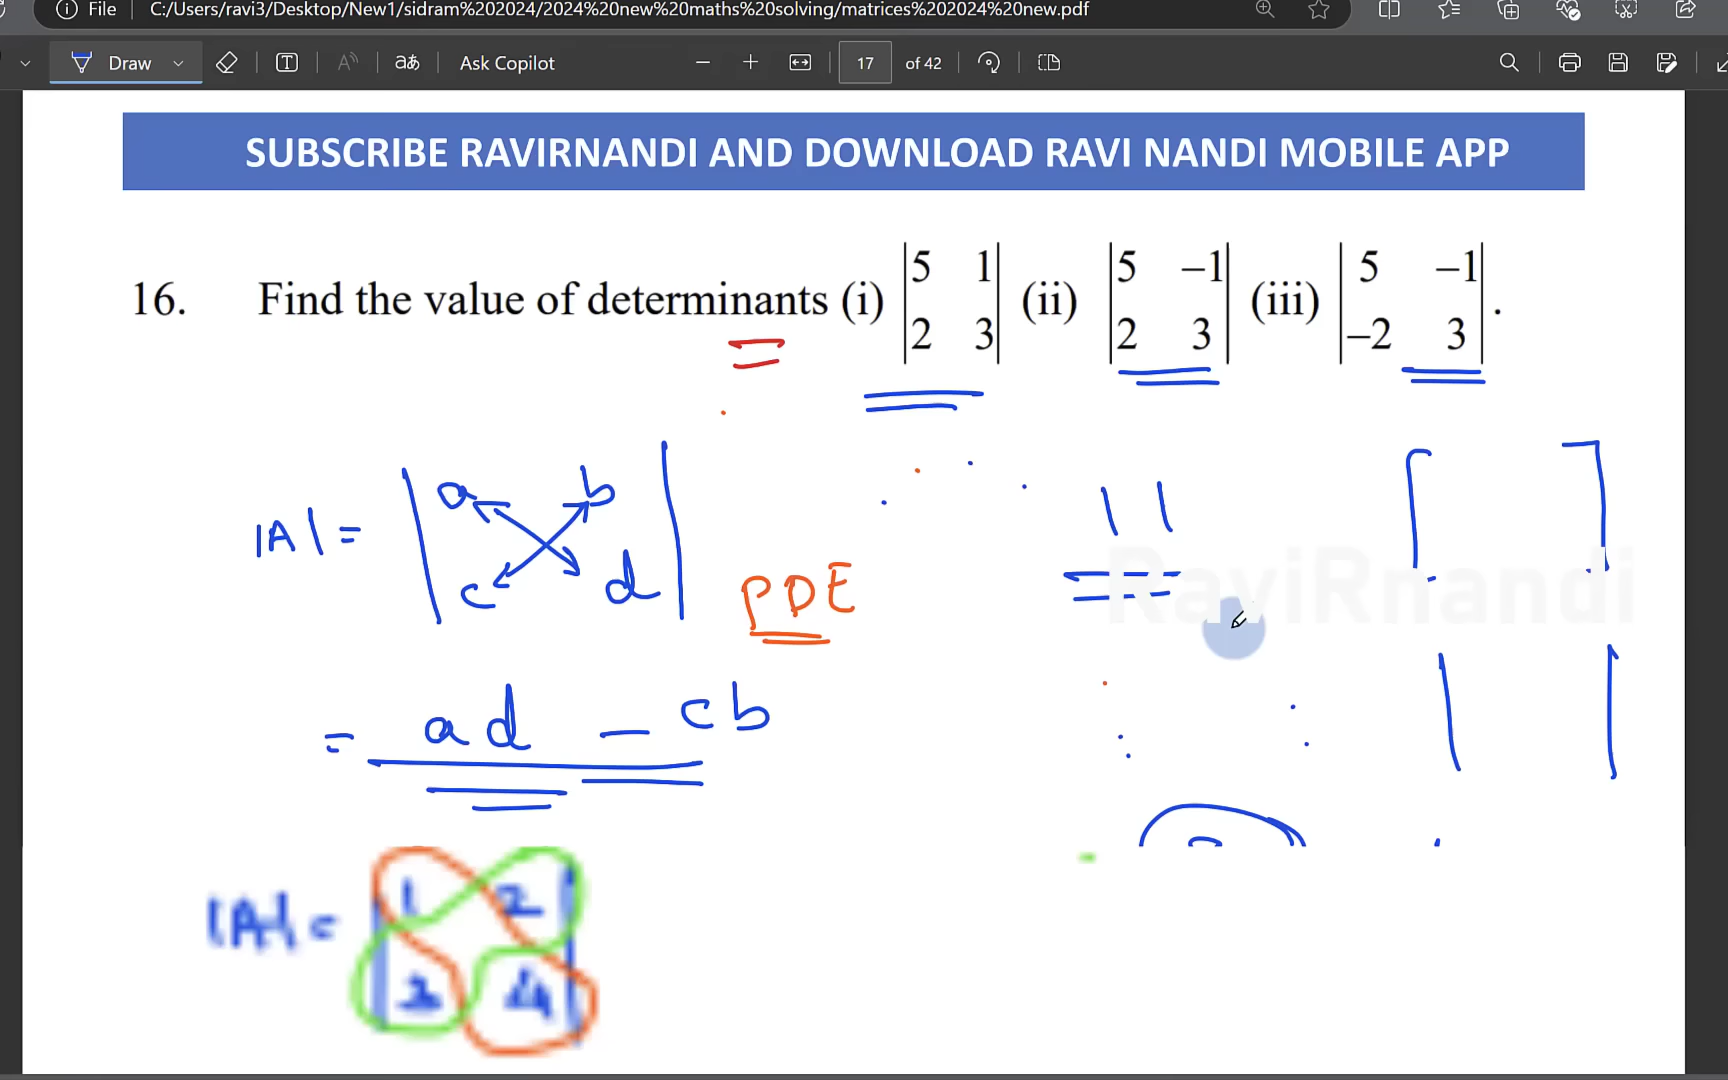 File C:/Users/ravi3/Desktop/New1/sidram%202024/2024%20new%20maths%20solving/matrices%202024%20new.pdf
Draw T A aあ Ask Copilot 17 of 42
SUBSCRIBE RAVIRNANDI AND DOWNLOAD RAVI NANDI MOBILE APP
16. Find the value of determinants (i) |5 1| (ii) |5 −1| (iii) |5 −1| .
|2 3| |2 3| |−2 3|
|A| = | a b |
| c d |
PDE
RaviRnandi
= ad - cb
|A| = | 1 2 |
| 4 |